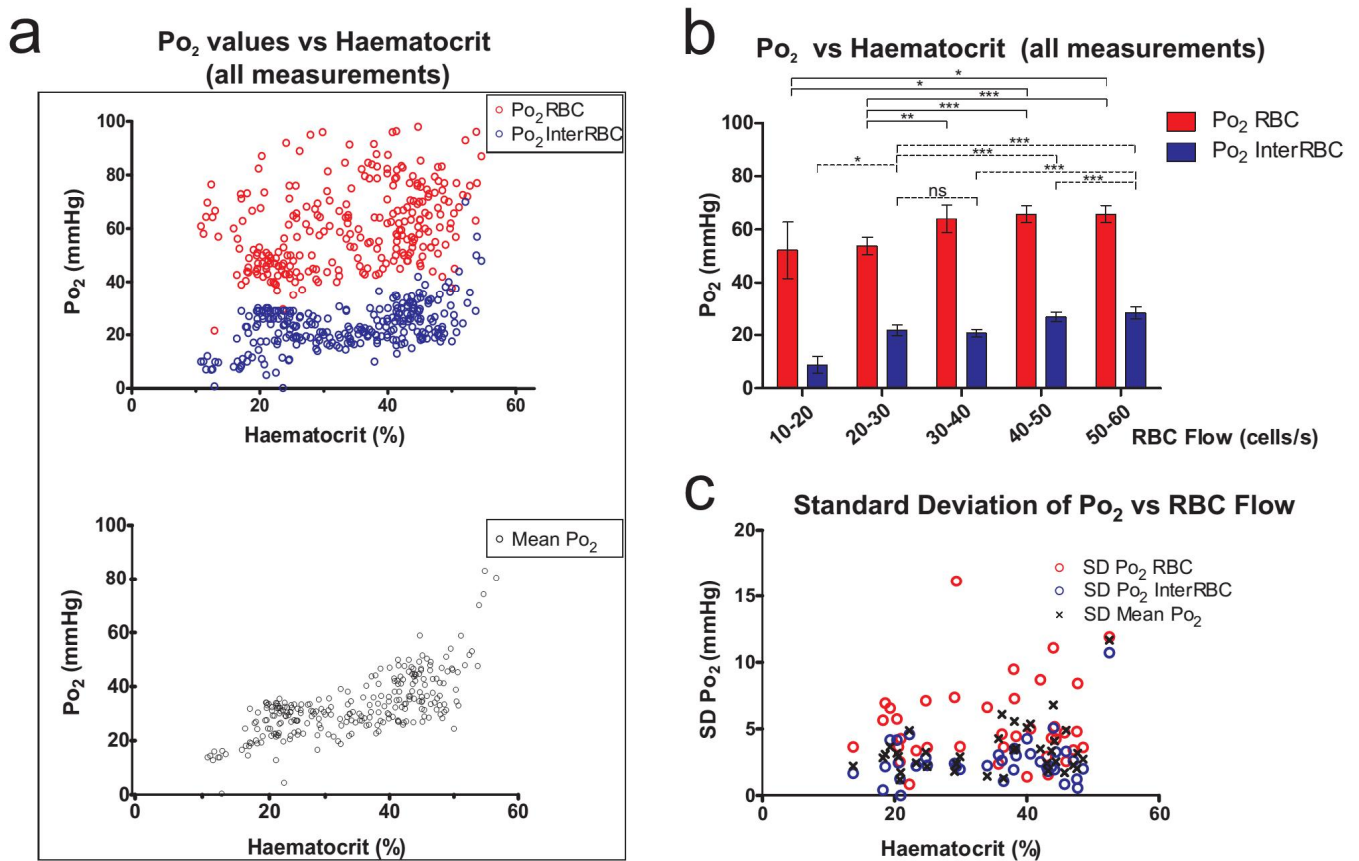 a
Po2 values vs Haematocrit
(all measurements)
Po2 RBC
Po2 InterRBC
100
80
60
40
20
0
Po2 (mmHg)
0 20 40 60
Haematocrit (%)
Mean Po2
100
80
60
40
20
0
Po2 (mmHg)
0 20 40 60
Haematocrit (%)
b
Po2 vs Haematocrit (all measurements)
*
*
***
***
**
***
***
*
***
***
ns
Po2 RBC
Po2 InterRBC
100
80
60
40
20
0
Po2 (mmHg)
10-20 20-30 30-40 40-50 50-60
RBC Flow (cells/s)
c
Standard Deviation of Po2 vs RBC Flow
SD Po2 RBC
SD Po2 InterRBC
SD Mean Po2
20
15
10
5
0
SD Po2 (mmHg)
0 20 40 60
Haematocrit (%)